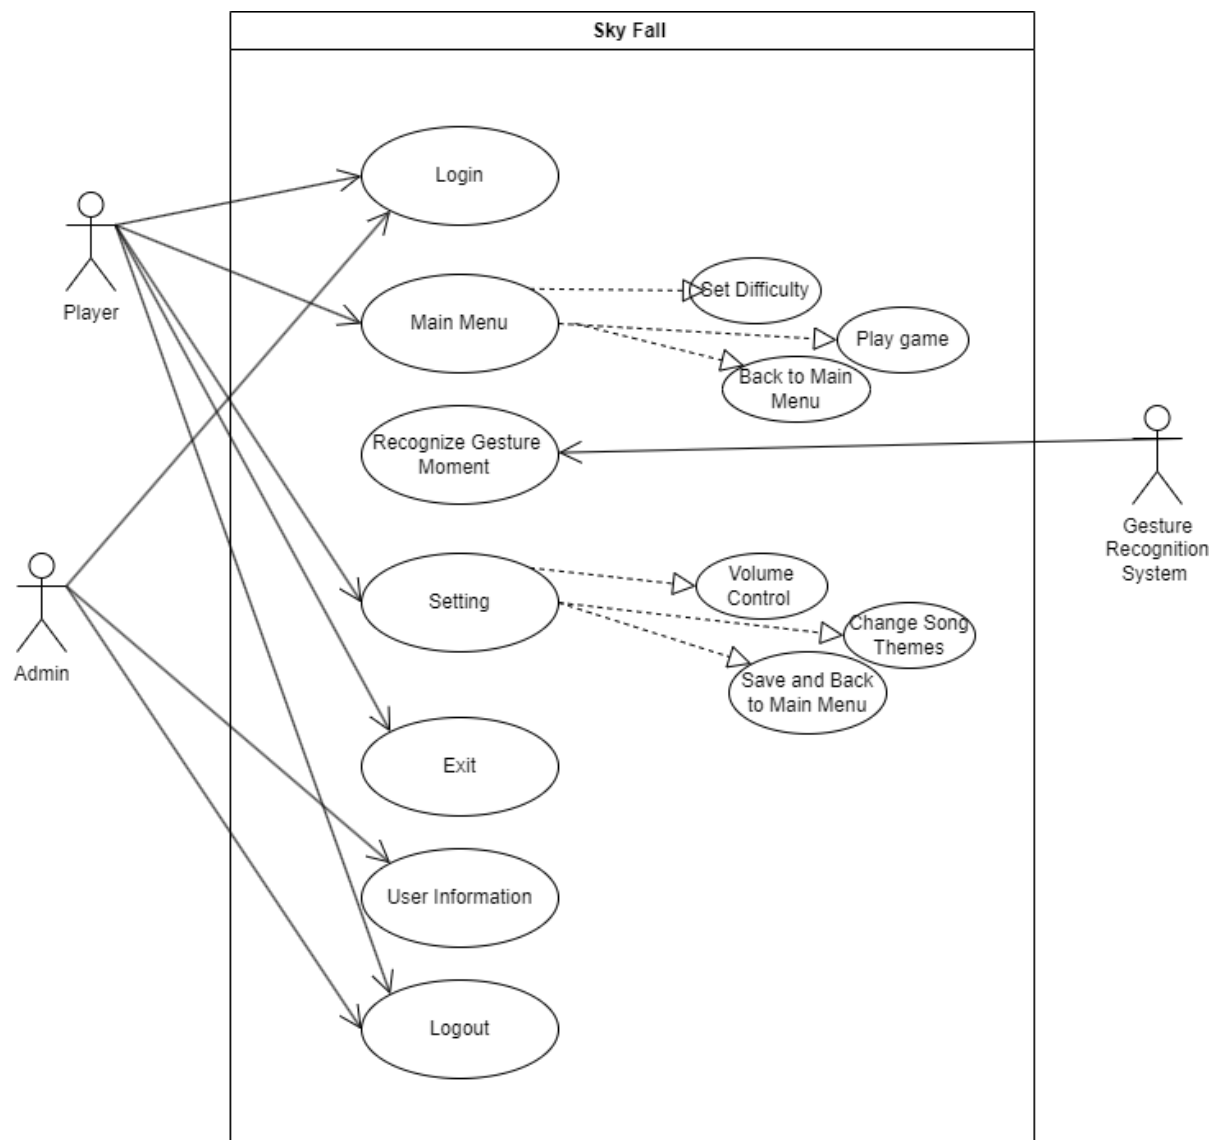 Sky Fall
Login
Player
Set Difficulty
Main Menu
Play game
Back to Main
Menu
Recognize Gesture
Moment
Gesture
Recognition
System
Admin
Setting
Volume
Control
Change Song
Themes
Save and Back
to Main Menu
Exit
User Information
Logout